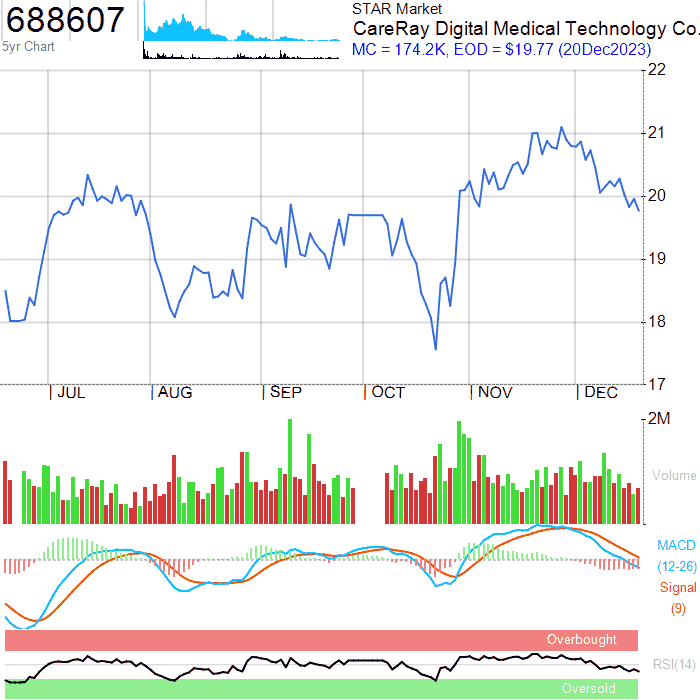 688607
5yr Chart
STAR Market
CareRay Digital Medical Technology Co.
MC = 174.2K, EOD = $19.77 (20Dec2023)
22
21
20
19
18
17
JUL AUG SEP OCT NOV DEC
2M
Volume
MACD
(12-26)
Signal
(9)
Overbought
RSI(14)
Oversold